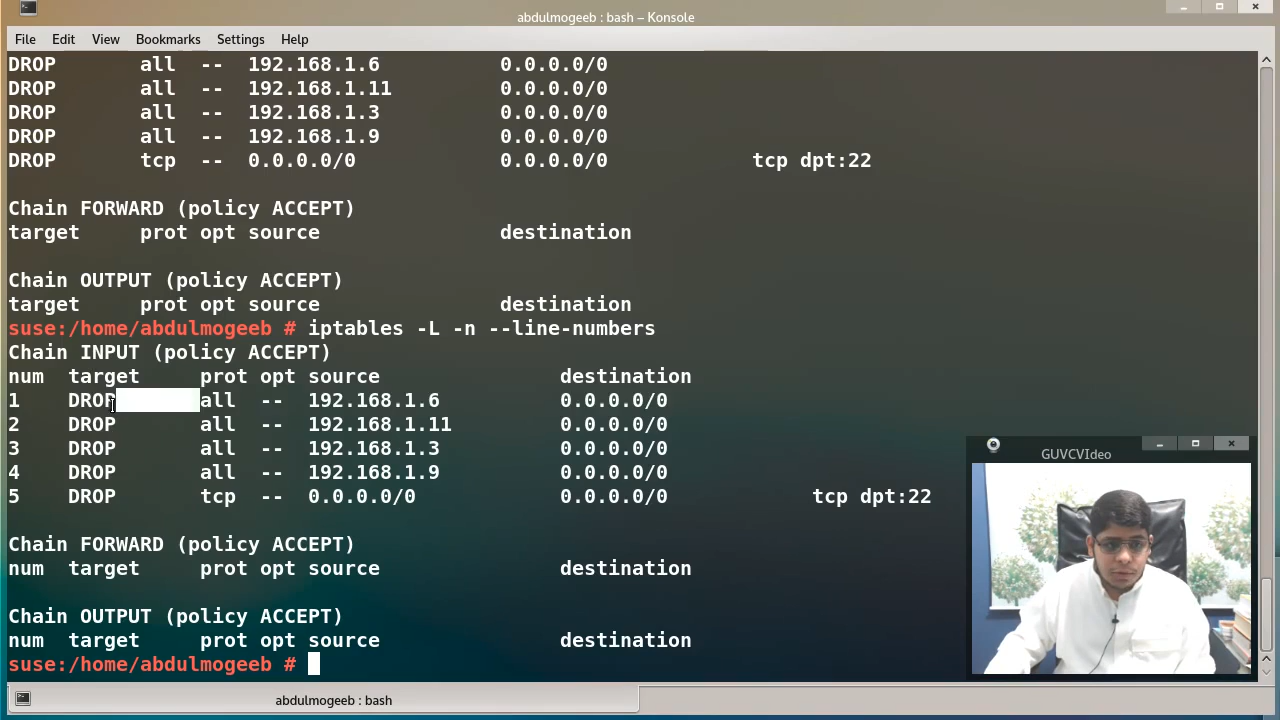 abdulmogeeb : bash – Konsole
File Edit View Bookmarks Settings Help
DROP all -- 192.168.1.6 0.0.0.0/0
DROP all -- 192.168.1.11 0.0.0.0/0
DROP all -- 192.168.1.3 0.0.0.0/0
DROP all -- 192.168.1.9 0.0.0.0/0
DROP tcp -- 0.0.0.0/0 0.0.0.0/0 tcp dpt:22
Chain FORWARD (policy ACCEPT)
target prot opt source destination
Chain OUTPUT (policy ACCEPT)
target prot opt source destination
suse:/home/abdulmogeeb # iptables -L -n --line-numbers
Chain INPUT (policy ACCEPT)
num target prot opt source destination
1 DROP all -- 192.168.1.6 0.0.0.0/0
2 DROP all -- 192.168.1.11 0.0.0.0/0
3 DROP all -- 192.168.1.3 0.0.0.0/0
4 DROP all -- 192.168.1.9 0.0.0.0/0
5 DROP tcp -- 0.0.0.0/0 0.0.0.0/0 tcp dpt:22
GUVCVIdeo
Chain FORWARD (policy ACCEPT)
num target prot opt source destination
Chain OUTPUT (policy ACCEPT)
num target prot opt source destination
suse:/home/abdulmogeeb #
abdulmogeeb : bash